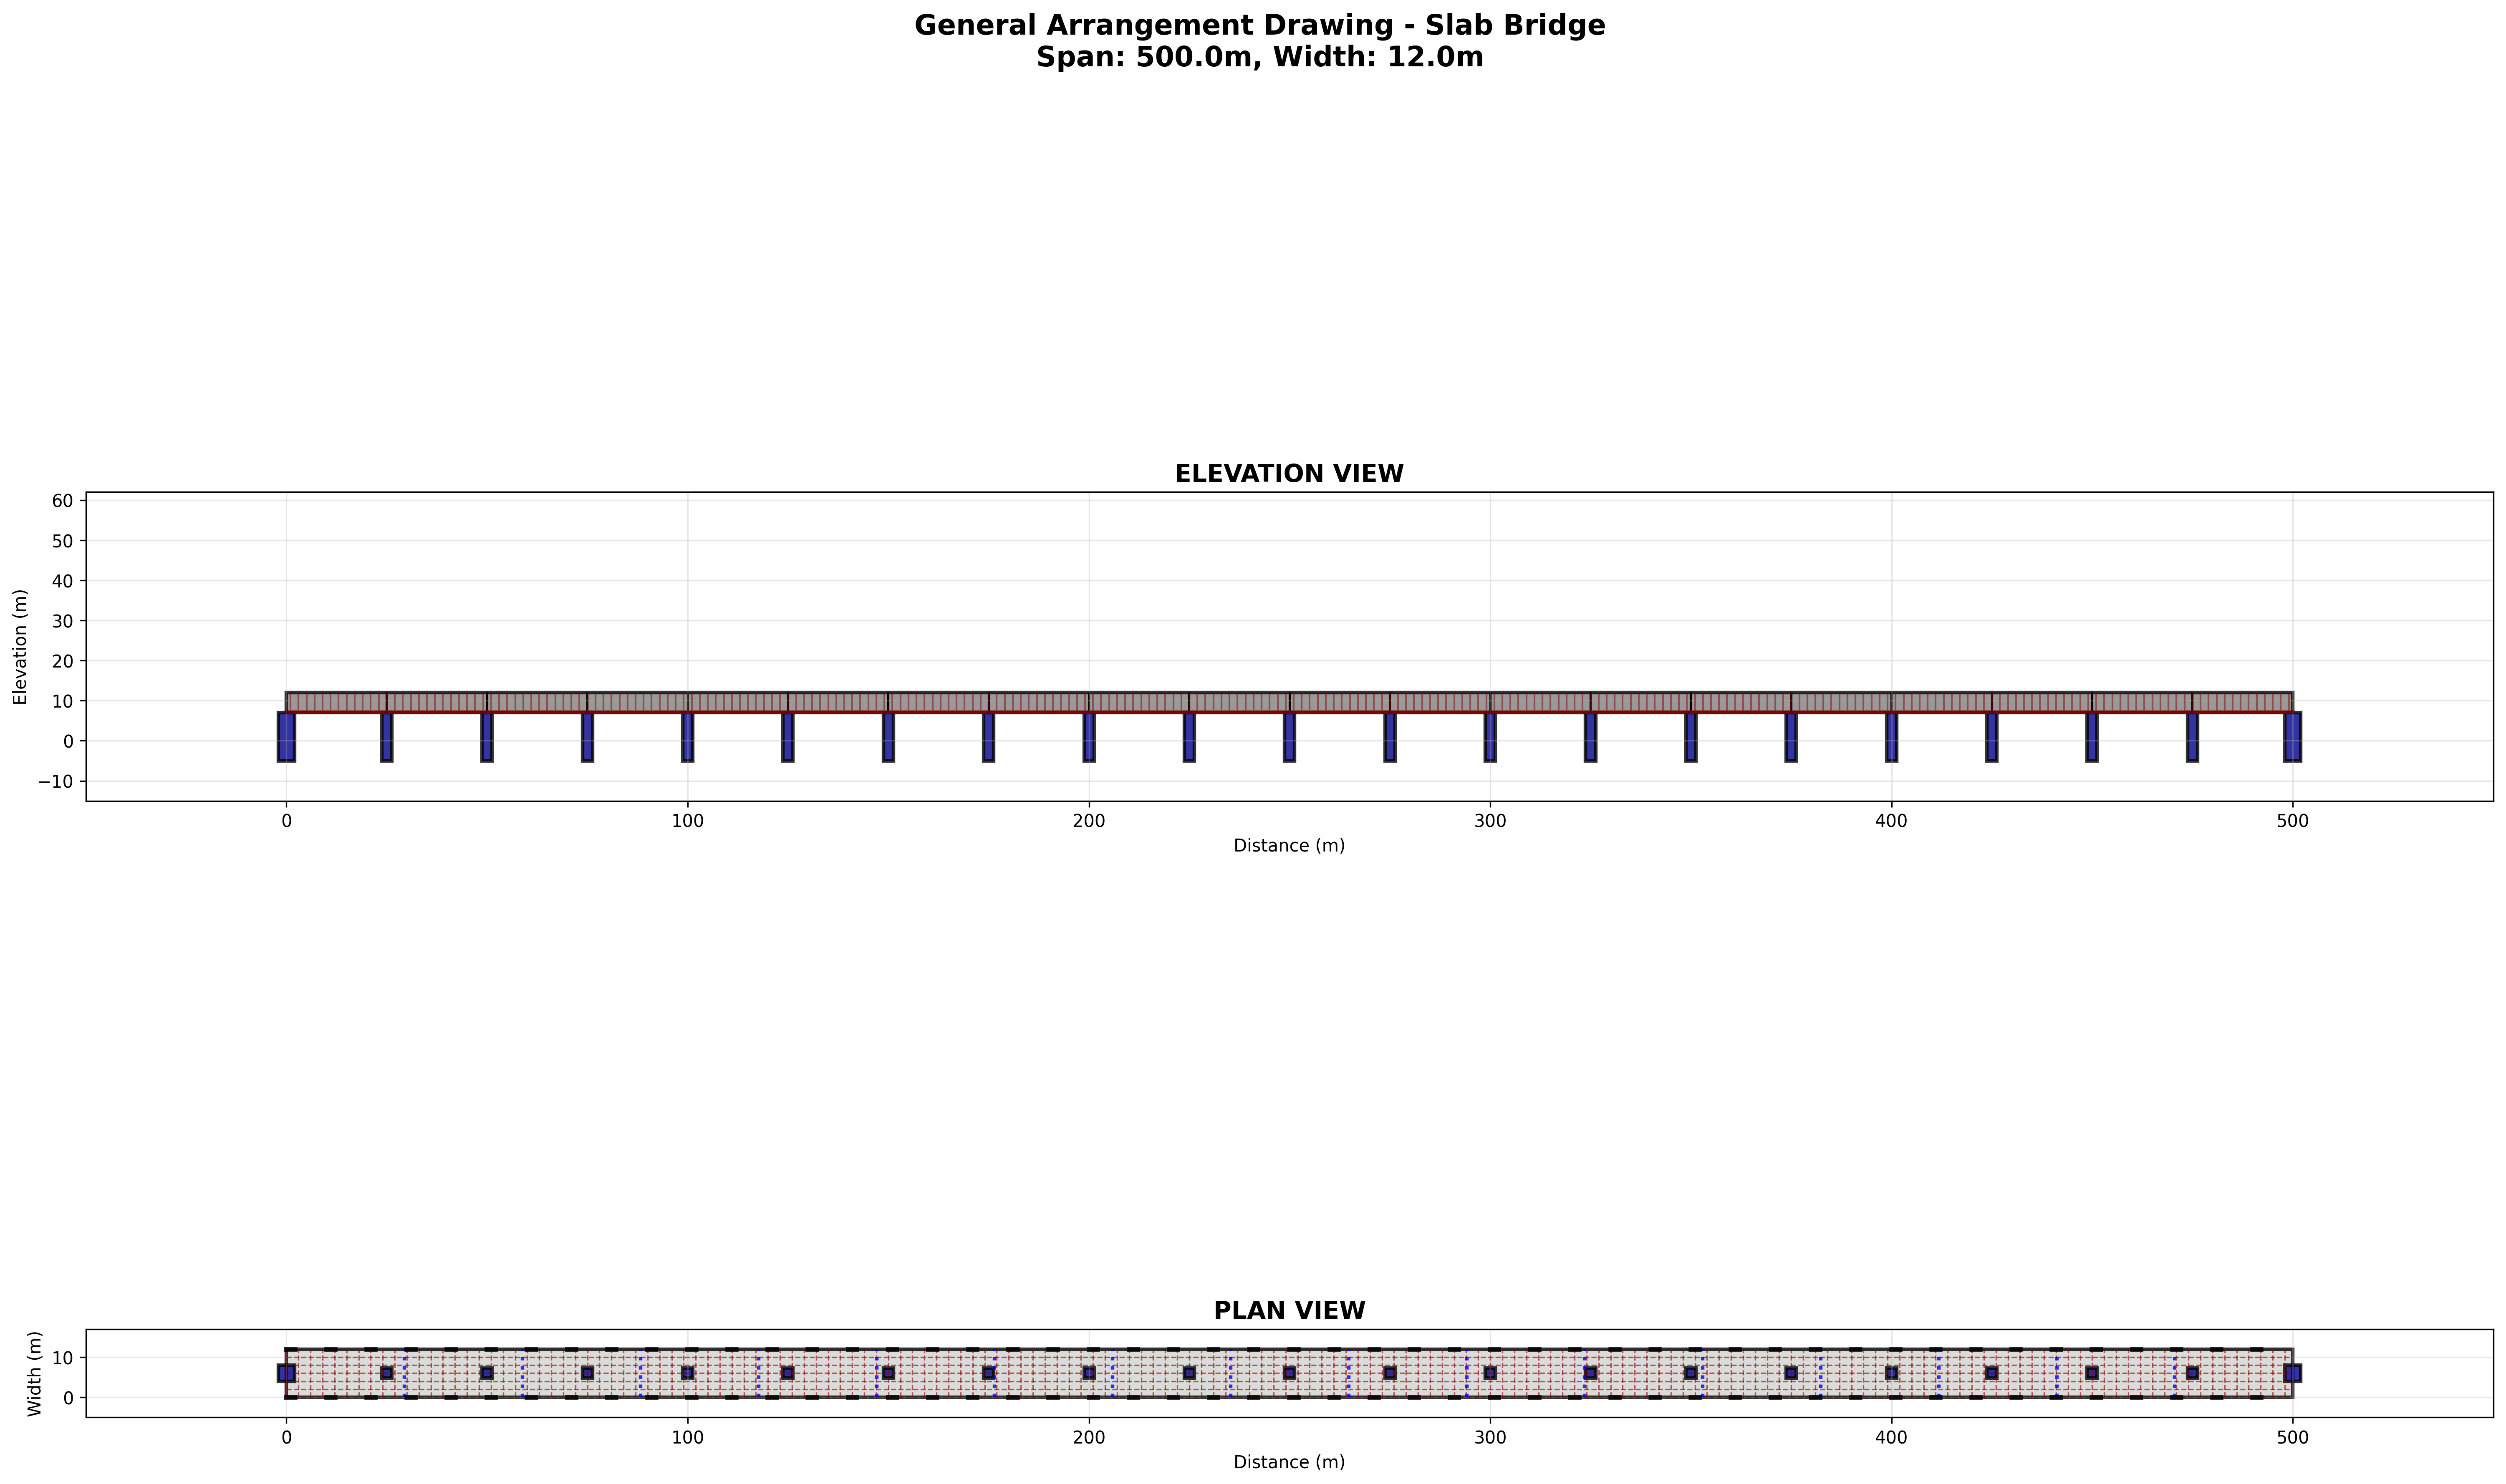 General Arrangement Drawing - Slab Bridge
Span: 500.0m, Width: 12.0m
ELEVATION VIEW
Elevation (m)
60
50
40
30
20
10
0
−10
0 100 200 300 400 500
Distance (m)
PLAN VIEW
Width (m)
10
0
0 100 200 300 400 500
Distance (m)